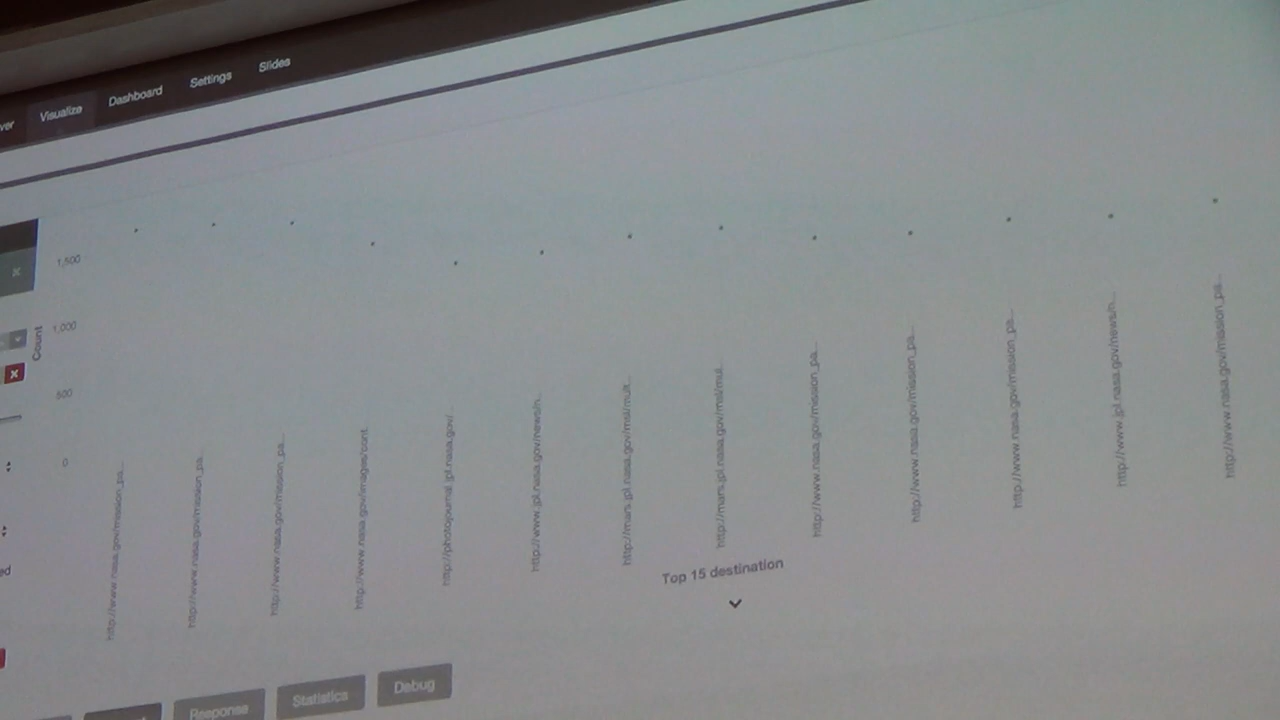 Visualize
Dashboard
Settings
Slides
1,500
1,000
500
0
Count
http://www.nasa.gov/mission_pa...
http://www.nasa.gov/mission_pa...
http://www.nasa.gov/mission_pa...
http://www.nasa.gov/images/cont...
http://photojournal.jpl.nasa.gov/
http://www.jpl.nasa.gov/news/n...
http://mars.jpl.nasa.gov/msl/mult...
http://mars.jpl.nasa.gov/msl/mul...
http://www.nasa.gov/mission_pa...
http://www.nasa.gov/mission_pa...
http://www.nasa.gov/mission_pa...
http://www.jpl.nasa.gov/news/n...
http://www.nasa.gov/mission_pa...
Top 15 destination
Response
Statistics
Debug